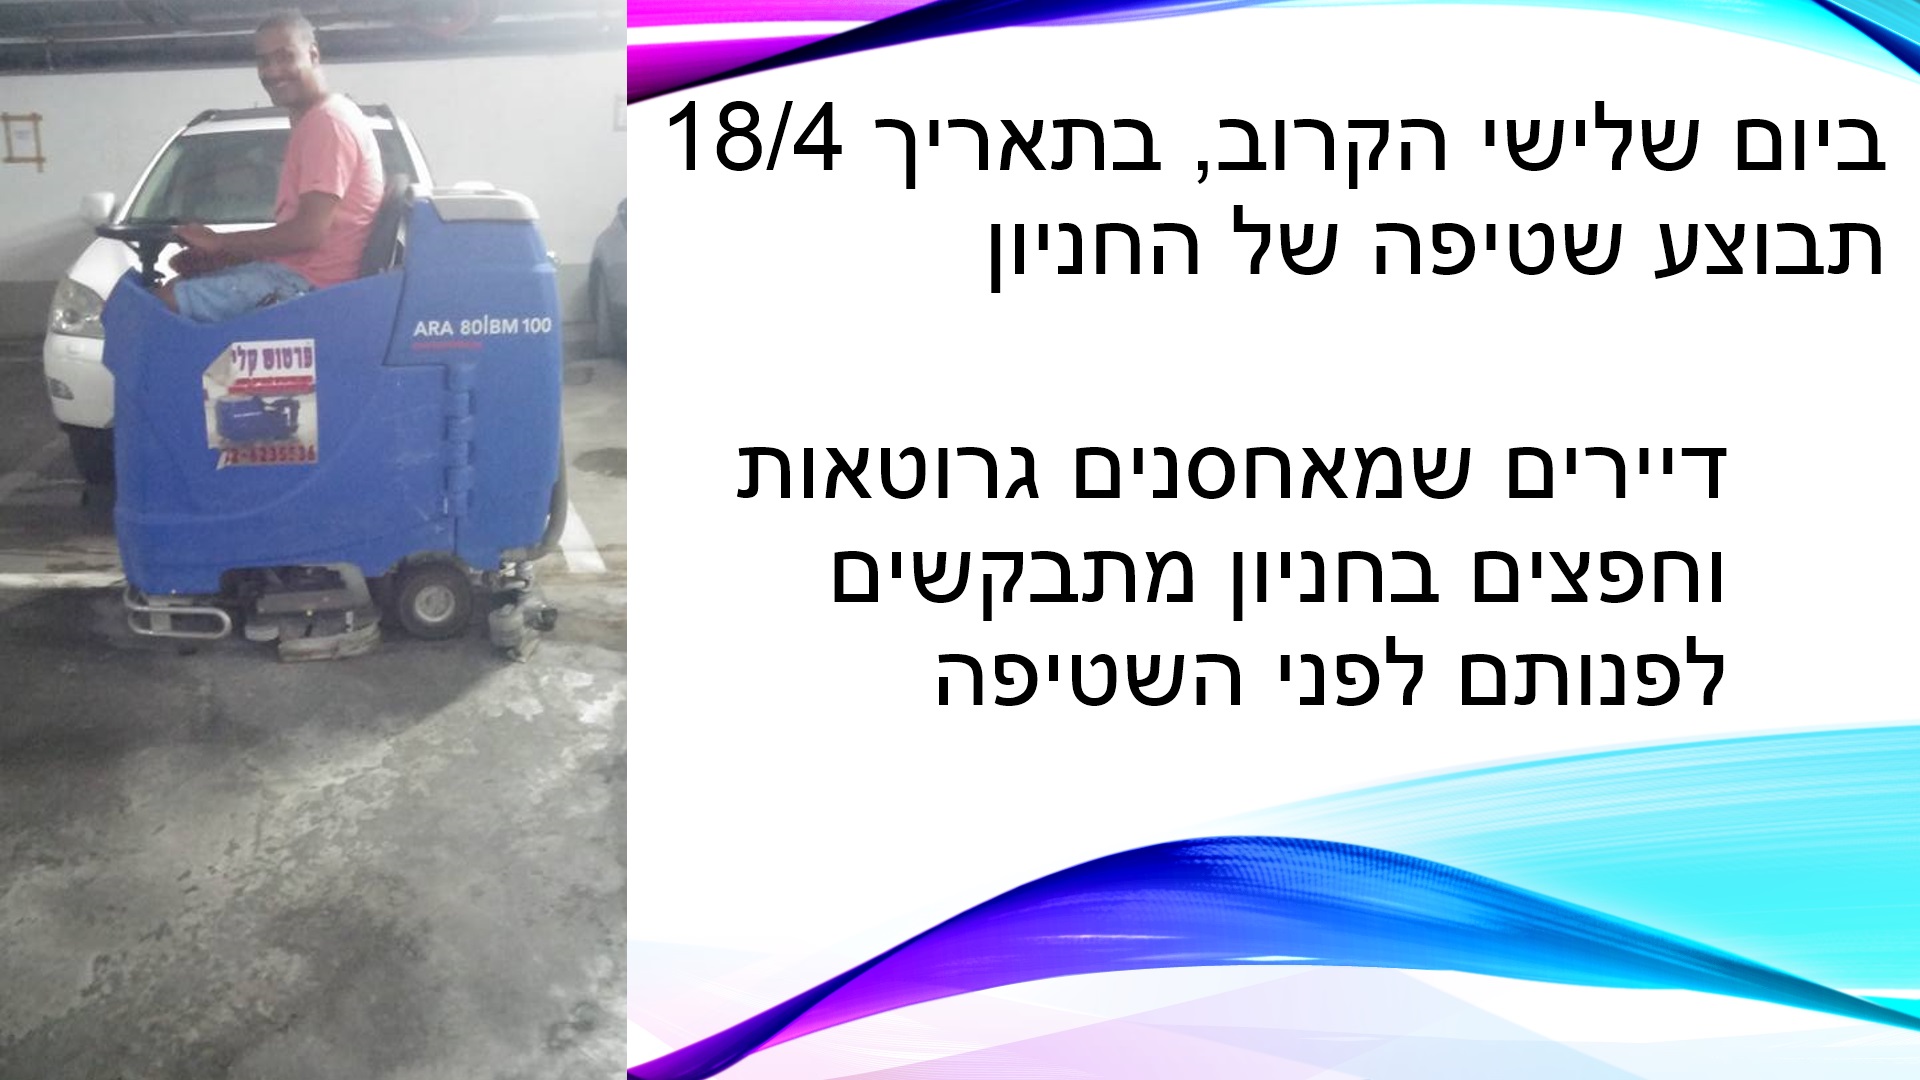 ביום שלישי הקרוב, בתאריך 18/4
תבוצע שטיפה של החניון
דיירים שמאחסנים גרוטאות
וחפצים בחניון מתבקשים
לפנותם לפני השטיפה
ARA 80|BM 100
פרטוש קלי